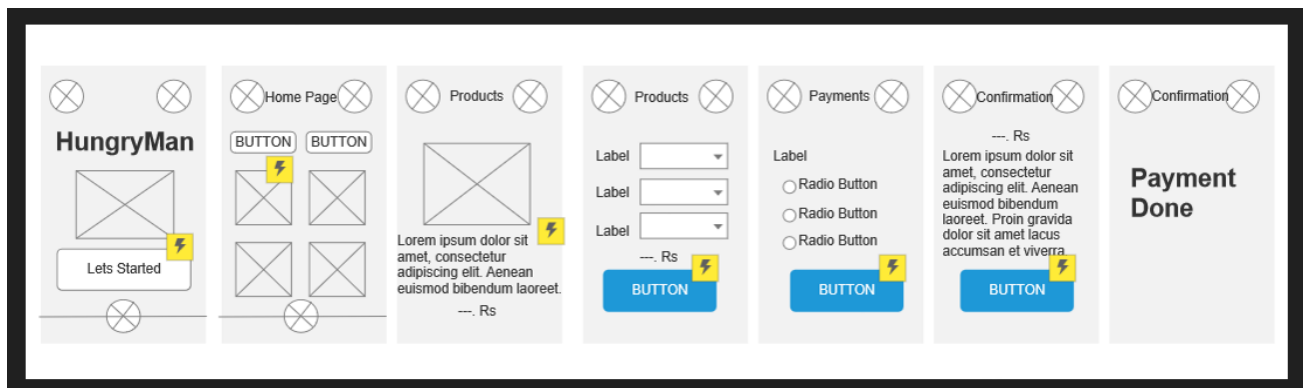 HungryMan
Lets Started
Home Page
BUTTON BUTTON
Products
Lorem ipsum dolor sit
amet, consectetur
adipiscing elit. Aenean
euismod bibendum laoreet.
---. Rs
Products
Label
Label
Label
---. Rs
BUTTON
Payments
Label
Radio Button
Radio Button
Radio Button
BUTTON
Confirmation
---. Rs
Lorem ipsum dolor sit
amet, consectetur
adipiscing elit. Aenean
euismod bibendum
laoreet. Proin gravida
dolor sit amet lacus
accumsan et viverra
BUTTON
Confirmation
Payment
Done